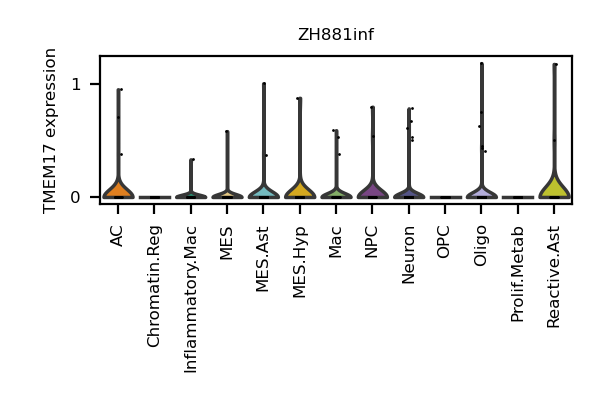 ZH881inf
TMEM17 expression
1
0
AC
Chromatin.Reg
Inflammatory.Mac
MES
MES.Ast
MES.Hyp
Mac
NPC
Neuron
OPC
Oligo
Prolif.Metab
Reactive.Ast